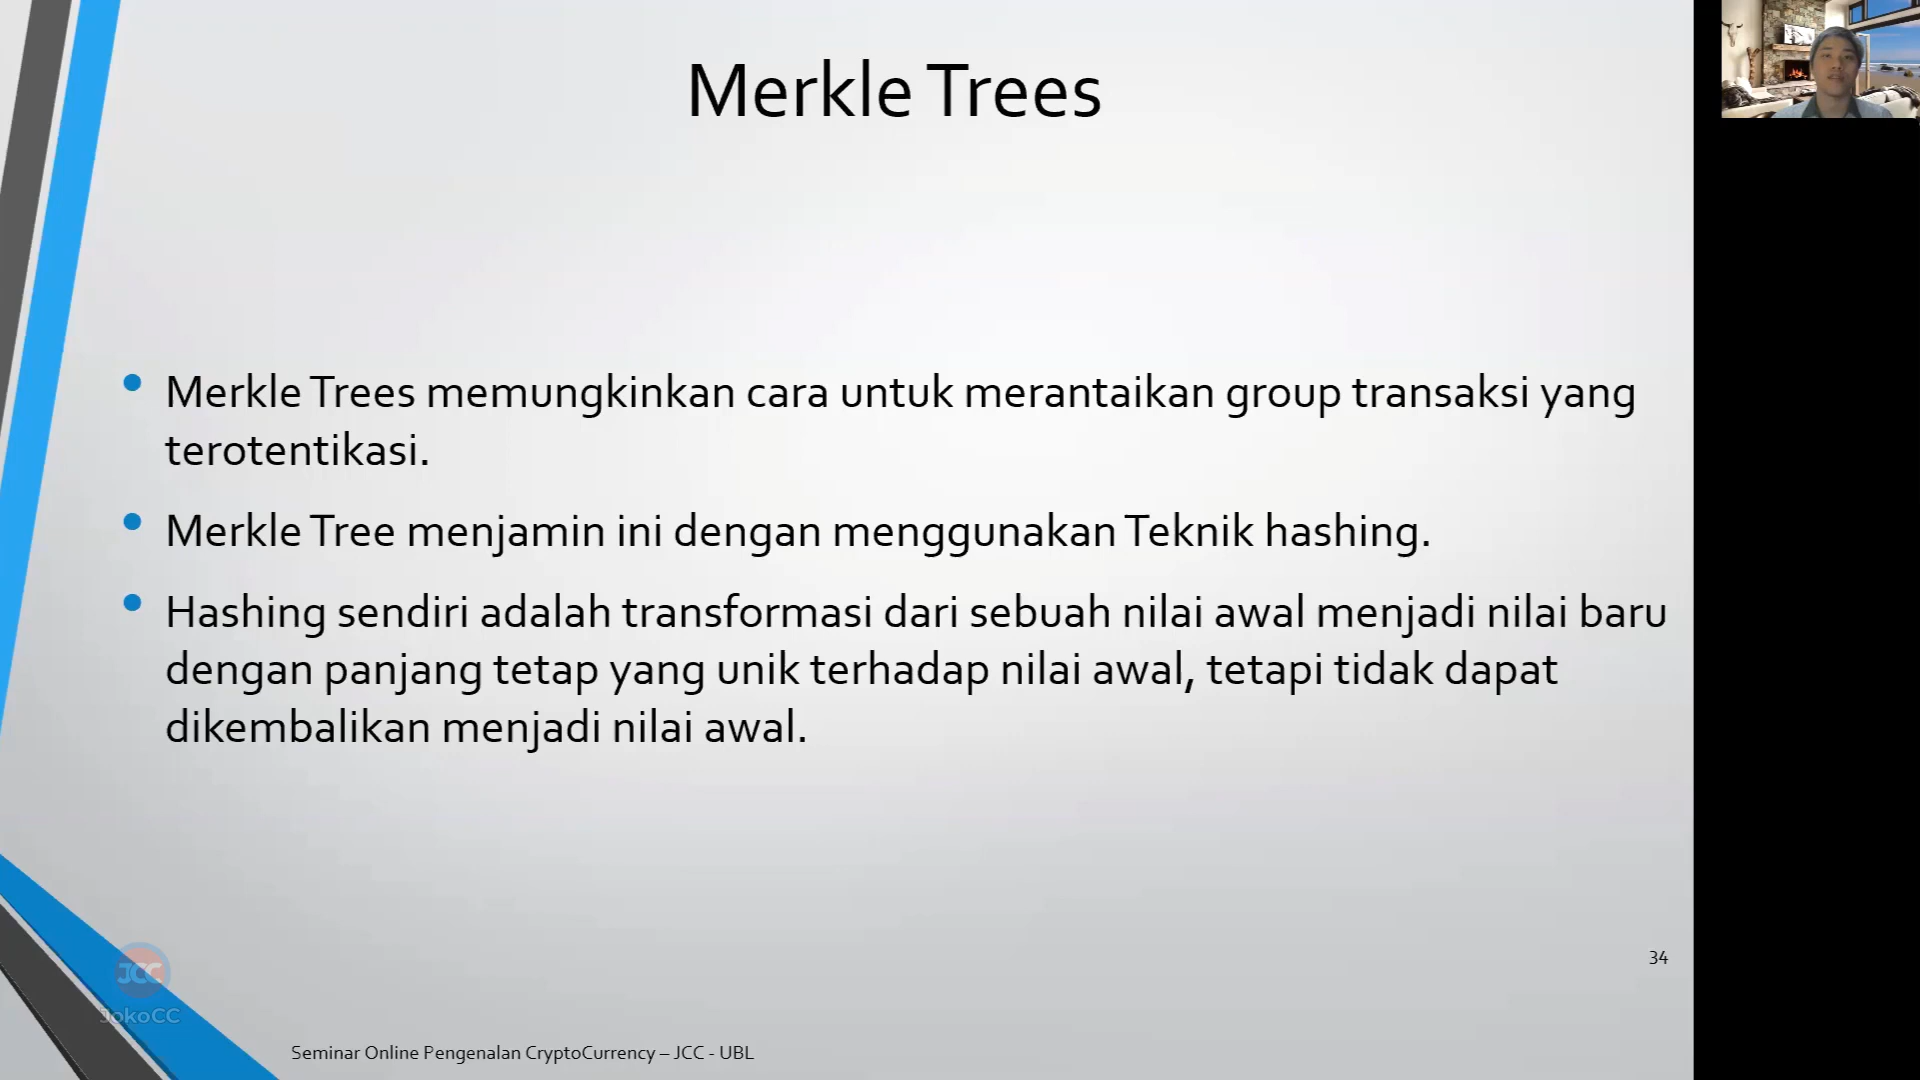 Merkle Trees
Merkle Trees memungkinkan cara untuk merantaikan group transaksi yang
terotentikasi.
Merkle Tree menjamin ini dengan menggunakan Teknik hashing.
Hashing sendiri adalah transformasi dari sebuah nilai awal menjadi nilai baru
dengan panjang tetap yang unik terhadap nilai awal, tetapi tidak dapat
dikembalikan menjadi nilai awal.
34
JCC
JokoCC
Seminar Online Pengenalan CryptoCurrency – JCC - UBL